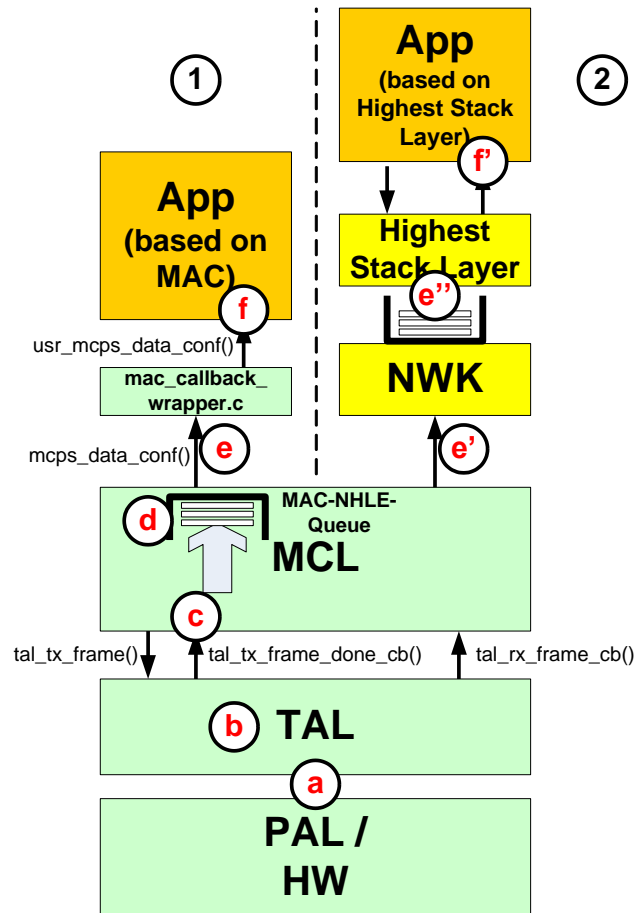 1
App
(based on
Highest Stack
Layer)
2
f'
App
(based on
MAC)
f
Highest
Stack Layer
e''
usr_mcps_data_conf()
mac_callback_
wrapper.c
NWK
mcps_data_conf()
e
e'
d
MAC-NHLE-
Queue
MCL
c
tal_tx_frame()
tal_tx_frame_done_cb()
tal_rx_frame_cb()
b
TAL
a
PAL /
HW